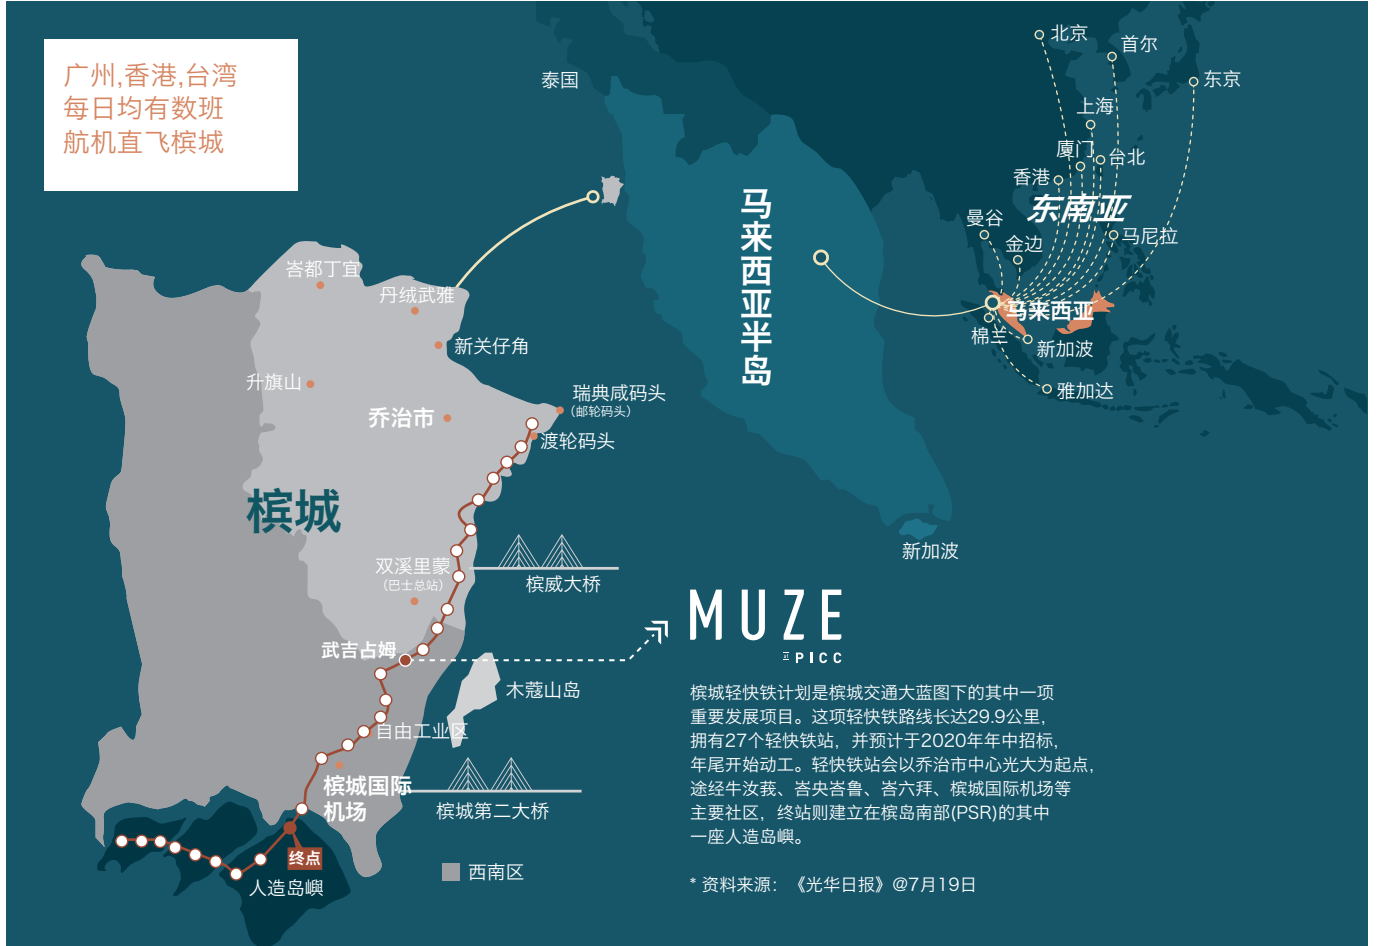 广州,香港,台湾
每日均有数班
航机直飞槟城
泰国
北京
首尔
东京
上海
厦门
台北
香港
东南亚
曼谷
金边
马尼拉
马来西亚
棉兰
新加波
雅加达
马来西亚半岛
新加波
峇都丁宜
丹绒武雅
新关仔角
升旗山
瑞典咸码头
（邮轮码头）
乔治市
渡轮码头
槟城
双溪里蒙
（巴士总站）
槟威大桥
武吉占姆
木蔻山岛
自由工业区
槟城国际
机场
槟城第二大桥
终点
人造岛嶼
西南区
MUZE
AT PICC
槟城轻快铁计划是槟城交通大蓝图下的其中一项
重要发展项目。这项轻快铁路线长达29.9公里，
拥有27个轻快铁站，并预计于2020年年中招标，
年尾开始动工。轻快铁站会以乔治市中心光大为起点，
途经牛汝莪、峇央峇鲁、峇六拜、槟城国际机场等
主要社区，终站则建立在槟岛南部(PSR)的其中
一座人造岛嶼。
* 资料来源：《光华日报》@7月19日